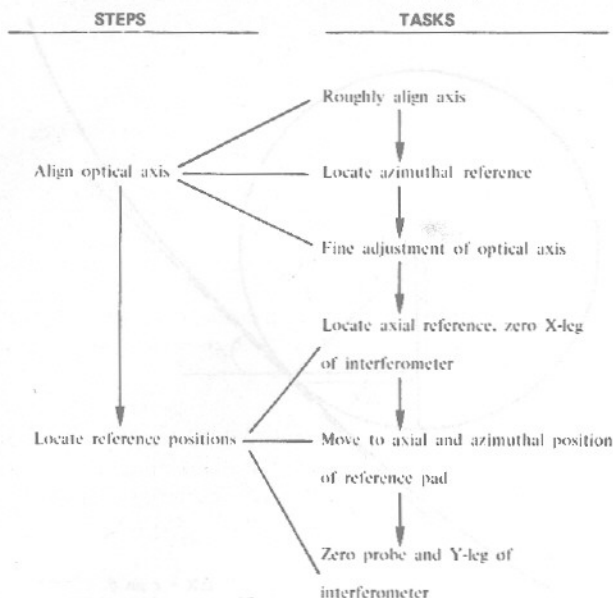 STEPS
TASKS
Roughly align axis
Align optical axis
Locate azimuthal reference
Fine adjustment of optical axis
Locate axial reference, zero X-leg
of interferometer
Locate reference positions
Move to axial and azimuthal position
of reference pad
Zero probe and Y-leg of
interferometer